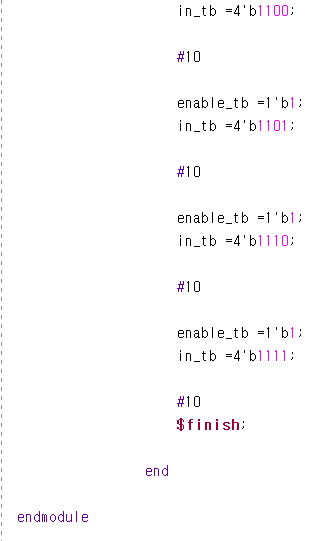 in_tb =4'b1100;
#10
enable_tb =1'b1;
in_tb =4'b1101;
#10
enable_tb =1'b1;
in_tb =4'b1110;
#10
enable_tb =1'b1;
in_tb =4'b1111;
#10
$finish;
end
endmodule